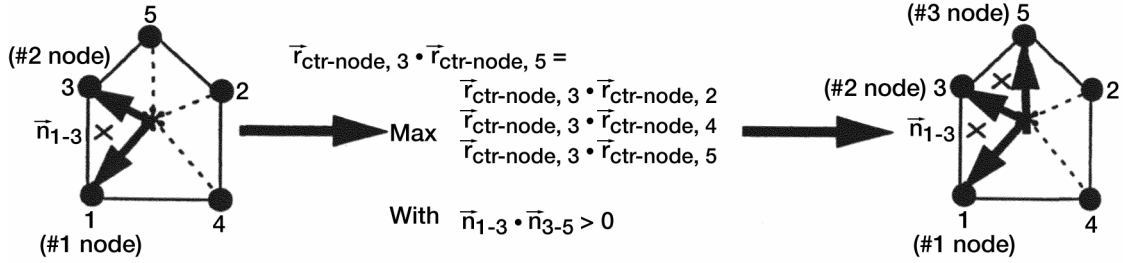 5
(#2 node)
3
2
n⃗1-3
1
4
(#1 node)
r⃗ctr-node, 3 • r⃗ctr-node, 5 =
r⃗ctr-node, 3 • r⃗ctr-node, 2
Max r⃗ctr-node, 3 • r⃗ctr-node, 4
r⃗ctr-node, 3 • r⃗ctr-node, 5
With n⃗1-3 • n⃗3-5 > 0
(#3 node) 5
(#2 node) 3
2
n⃗1-3
1
4
(#1 node)